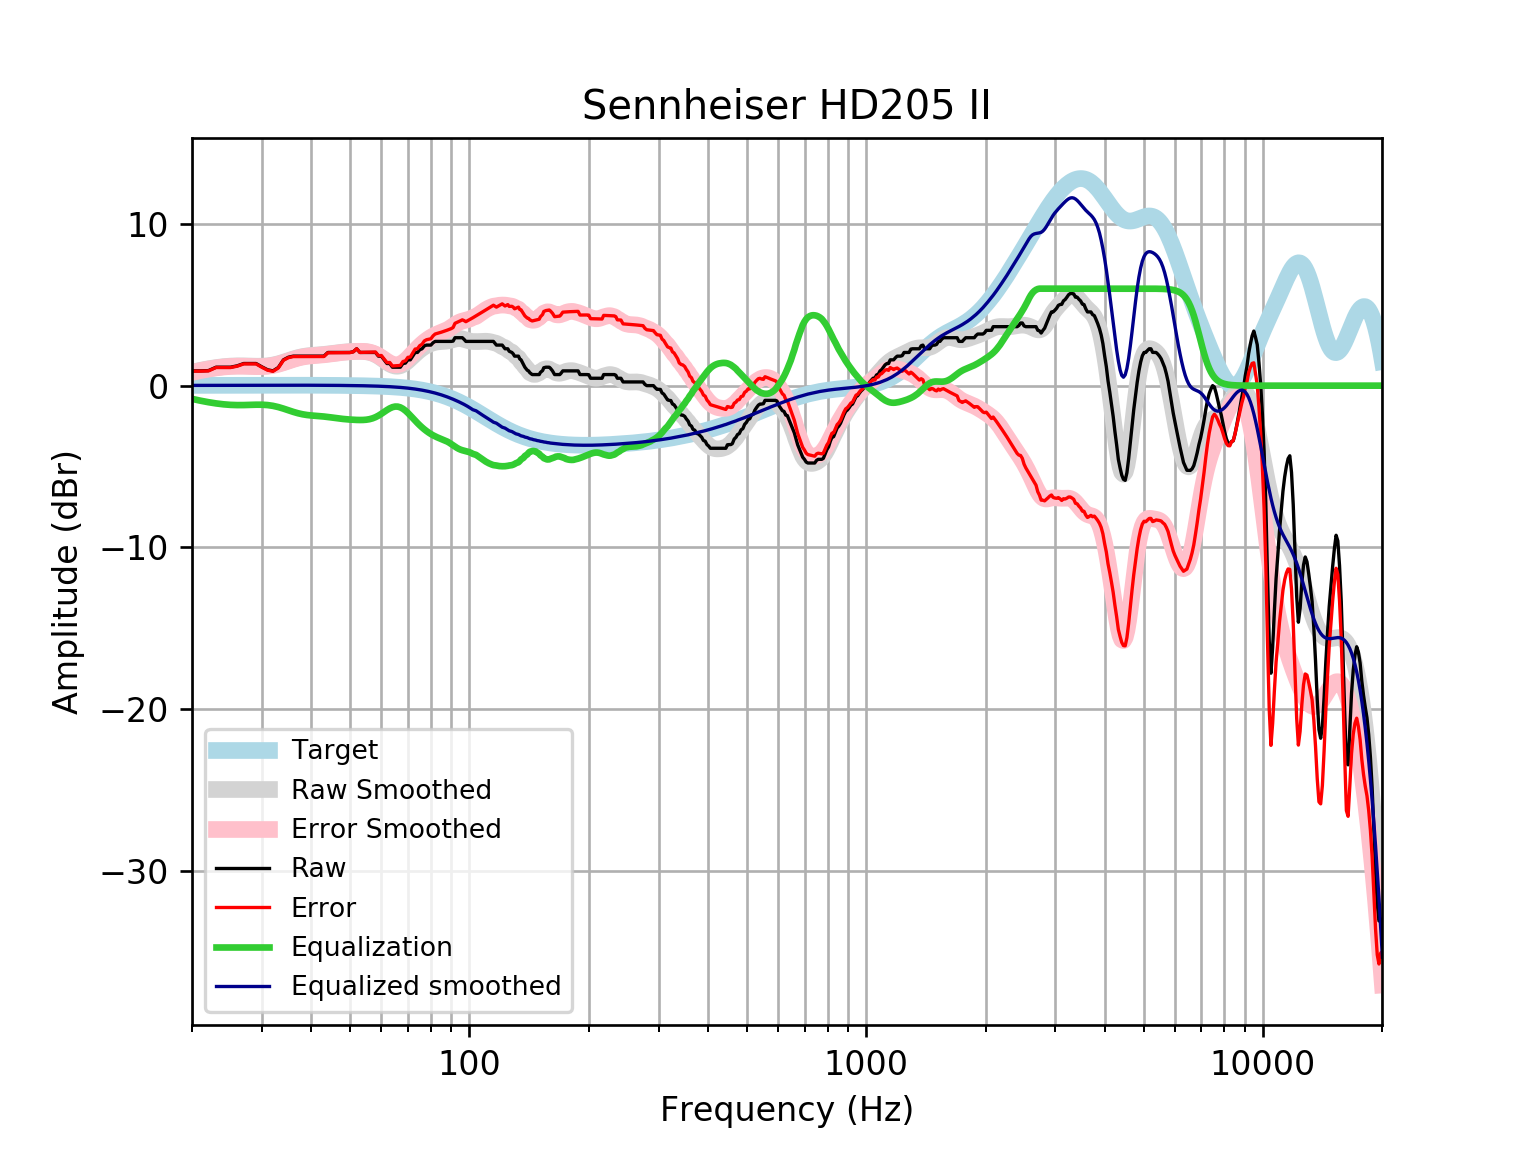 Sennheiser HD205 II
Amplitude (dBr)
10
0
−10
−20
−30
Target
Raw Smoothed
Error Smoothed
Raw
Error
Equalization
Equalized smoothed
100 1000 10000
Frequency (Hz)